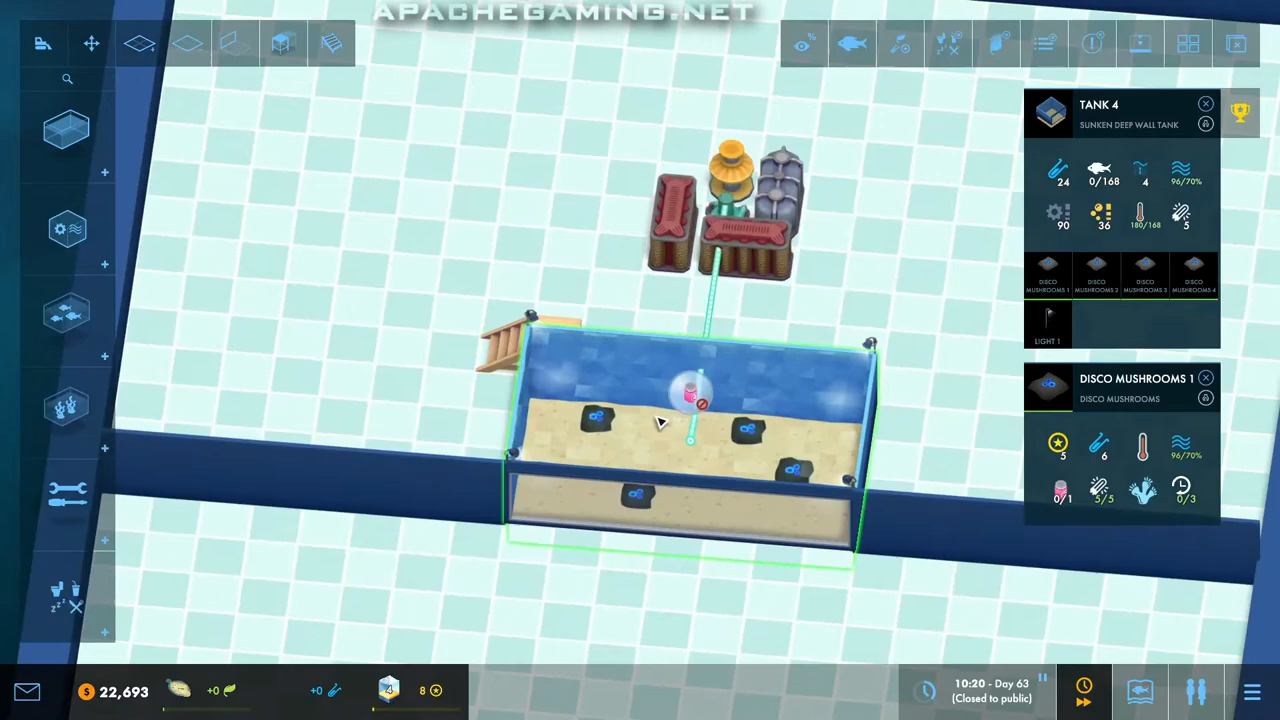 APACHEGAMING.NET
TANK 4
SUNKEN DEEP WALL TANK
24
0/168
4
96/70%
90
36
180/168
5
DISCO MUSHROOMS 1
DISCO MUSHROOMS 2
DISCO MUSHROOMS 3
DISCO MUSHROOMS 4
LIGHT 1
DISCO MUSHROOMS 1
DISCO MUSHROOMS
5
6
96/70%
0/1
5/5
0/3
$ 22,693
+0
+0
4
8
10:20 - Day 63
(Closed to public)